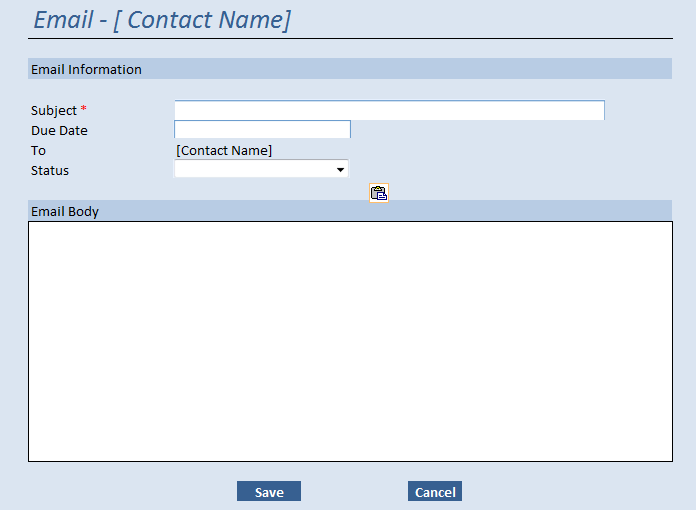 Email - [ Contact Name]
Email Information
Subject *
Due Date
To [Contact Name]
Status
Email Body
Save Cancel